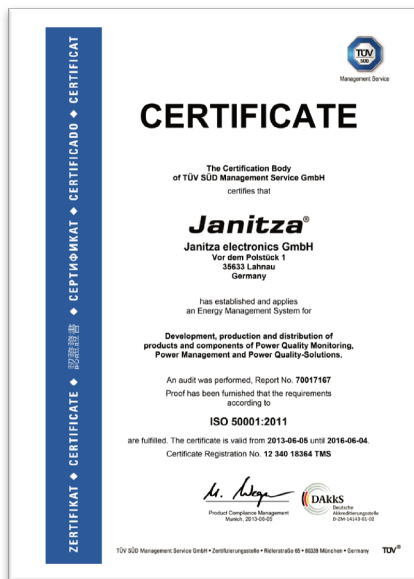 TÜV
SÜD
Management Service
CERTIFICATE
The Certification Body
of TÜV SÜD Management Service GmbH
certifies that
Janitza®
Janitza electronics GmbH
Vor dem Polstück 1
35633 Lahnau
Germany
has established and applies
an Energy Management System for
Development, production and distribution of
products and components of Power Quality Monitoring,
Power Management and Power Quality-Solutions.
An audit was performed, Report No. 70017167
Proof has been furnished that the requirements
according to
ISO 50001:2011
are fulfilled. The certificate is valid from 2013-06-05 until 2016-06-04.
Certificate Registration No. 12 340 18364 TMS
Product Compliance Management
Munich, 2013-06-05
DAkkS
Deutsche
Akkreditierungsstelle
D-ZM-14143-01-02
TÜV SÜD Management Service GmbH • Zertifizierungsstelle • Ridlerstraße 65 • 80339 München • Germany
TÜV®
ZERTIFIKAT ◆ CERTIFICATE ◆ 認證證書 ◆ СЕРТИФИКАТ ◆ CERTIFICADO ◆ CERTIFICAT